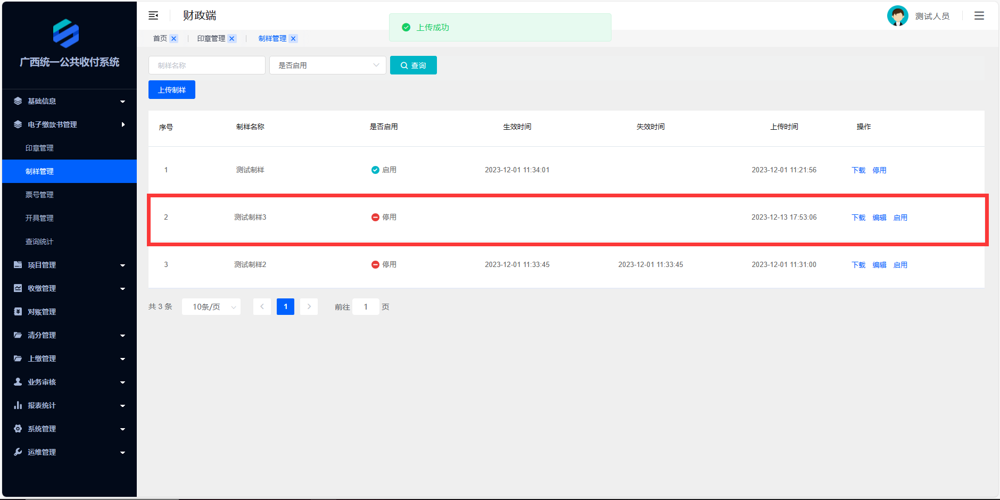 财政端
上传成功
测试人员
首页
印章管理
制样管理
广西统一公共收付系统
基础信息
电子缴款书管理
印章管理
制样管理
票号管理
开具管理
查询统计
项目管理
收缴管理
对账管理
清分管理
上缴管理
业务审核
报表统计
系统管理
运维管理
制样名称
是否启用
查询
上传制样
序号 制样名称 是否启用 生效时间 失效时间 上传时间 操作
1 测试制样 启用 2023-12-01 11:34:01 2023-12-01 11:21:56 下载 停用
2 测试制样3 停用 2023-12-13 17:53:06 下载 编辑 启用
3 测试制样2 停用 2023-12-01 11:33:45 2023-12-01 11:33:45 2023-12-01 11:31:00 下载 编辑 启用
共 3 条 10条/页 1 前往 1 页